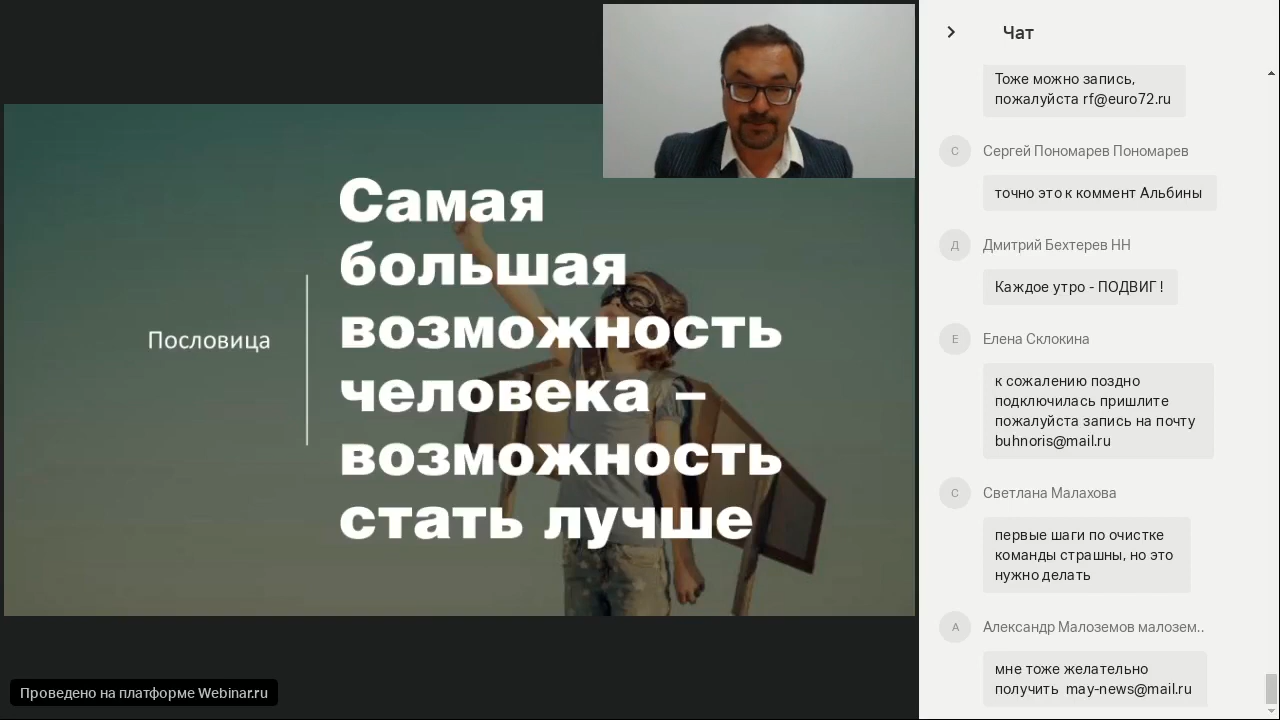 Пословица
Самая
большая
возможность
человека –
возможность
стать лучше
Проведено на платформе Webinar.ru
Чат
Тоже можно запись,
пожалуйста rf@euro72.ru
С
Сергей Пономарев Пономарев
точно это к коммент Альбины
Д
Дмитрий Бехтерев НН
Каждое утро - ПОДВИГ !
Е
Елена Склокина
к сожалению поздно
подключилась пришлите
пожалуйста запись на почту
buhnoris@mail.ru
С
Светлана Малахова
первые шаги по очистке
команды страшны, но это
нужно делать
А
Александр Малоземов малозем..
мне тоже желательно
получить may-news@mail.ru